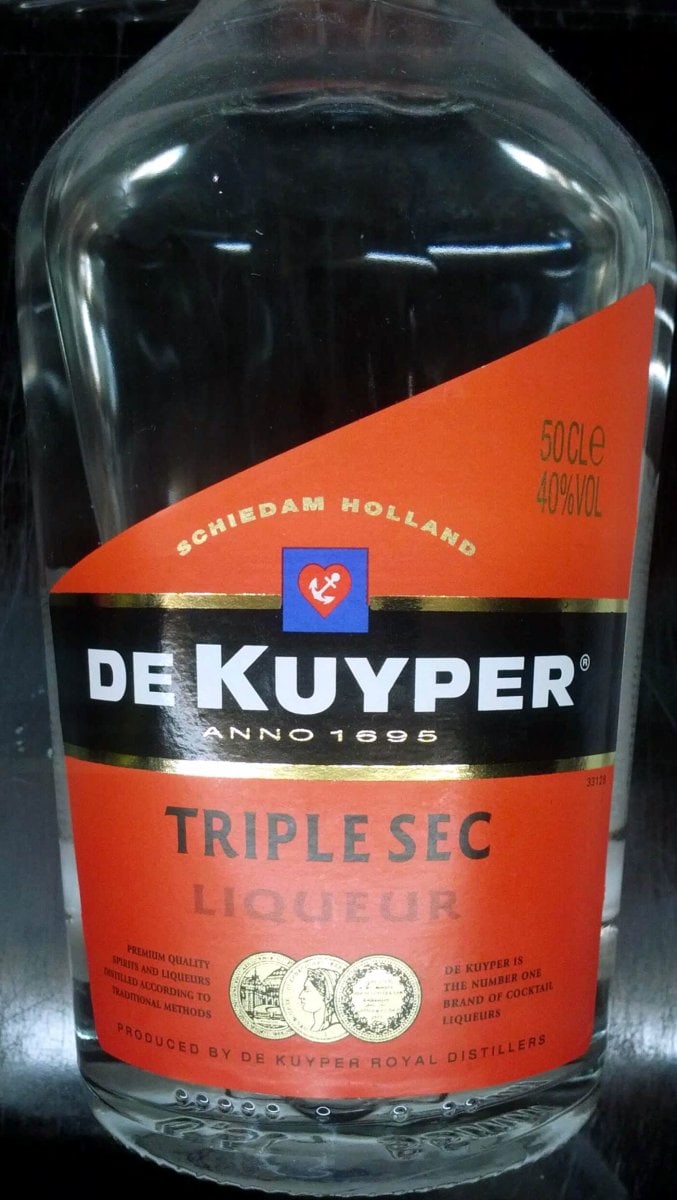 50 CL e
40%VOL
SCHIEDAM HOLLAND
DE KUYPER®
ANNO 1695
33128
TRIPLE SEC
LIQUEUR
PREMIUM QUALITY
SPIRITS AND LIQUEURS
DISTILLED ACCORDING TO
TRADITIONAL METHODS
DE KUYPER IS
THE NUMBER ONE
BRAND OF COCKTAIL
LIQUEURS
PRODUCED BY DE KUYPER ROYAL DISTILLERS